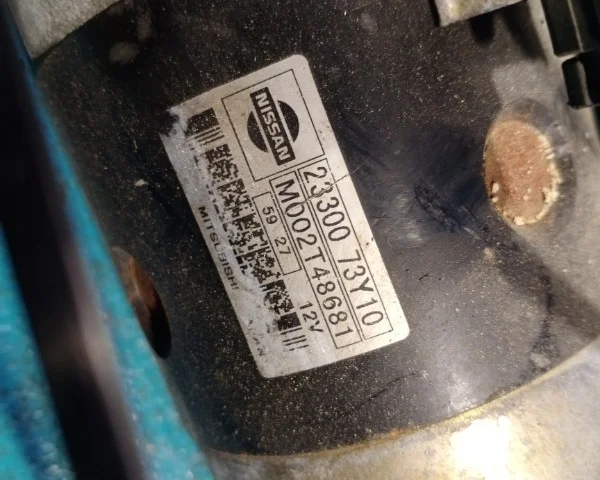 NISSAN
23300 73Y10
M002T48681
59 27
12V
MITSUBISHI